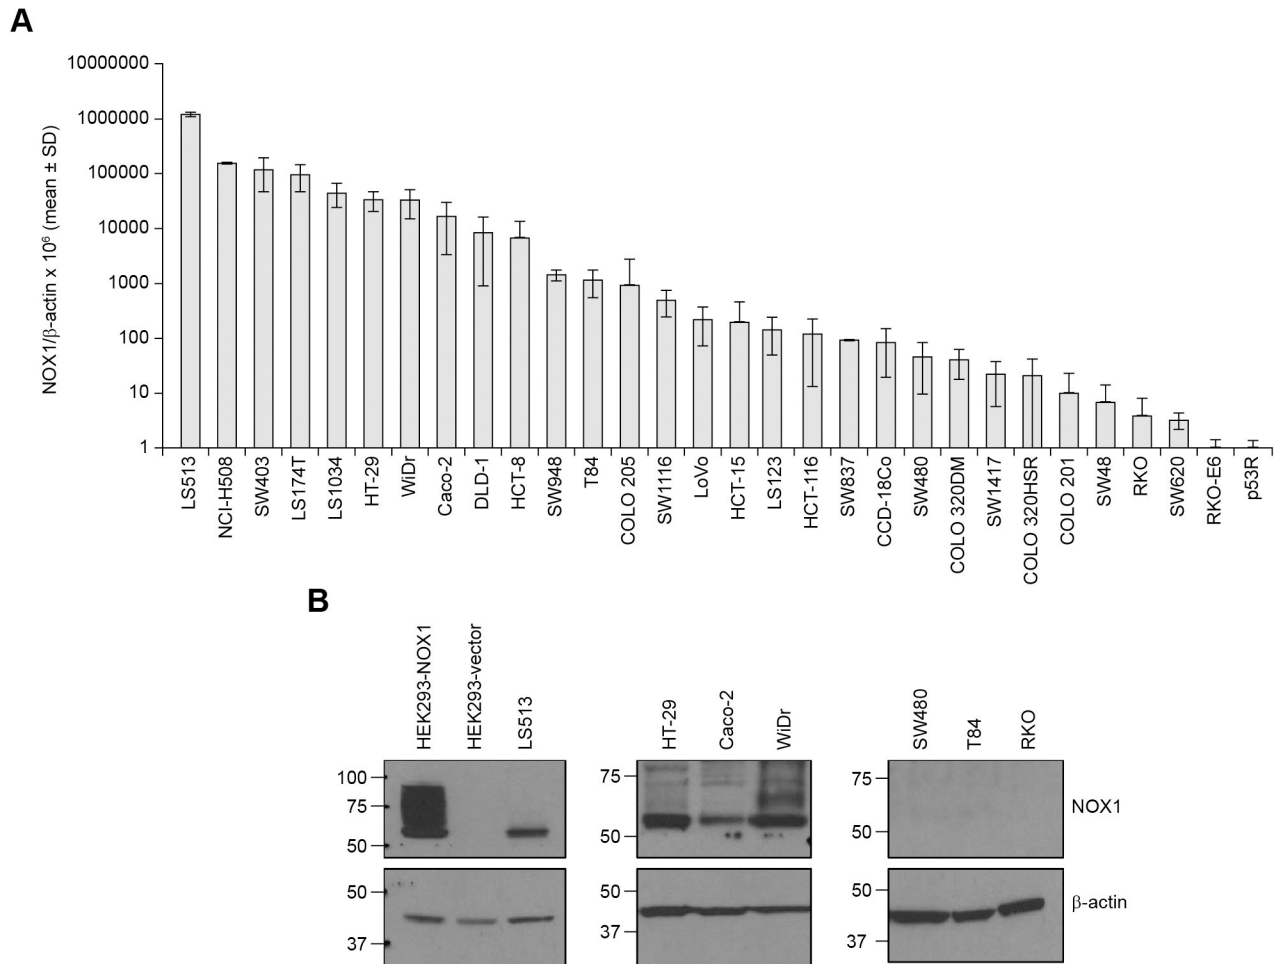 A
NOX1/β-actin x 10⁶ (mean ± SD)
10000000
1000000
100000
10000
1000
100
10
1
LS513
NCI-H508
SW403
LS174T
LS1034
HT-29
WiDr
Caco-2
DLD-1
HCT-8
SW948
T84
COLO 205
SW1116
LoVo
HCT-15
LS123
HCT-116
SW837
CCD-18Co
SW480
COLO 320DM
SW1417
COLO 320HSR
COLO 201
SW48
RKO
SW620
RKO-E6
p53R
B
HEK293-NOX1
HEK293-vector
LS513
HT-29
Caco-2
WiDr
SW480
T84
RKO
100
75
50
75
50
75
50
NOX1
50
37
50
37
50
37
β-actin